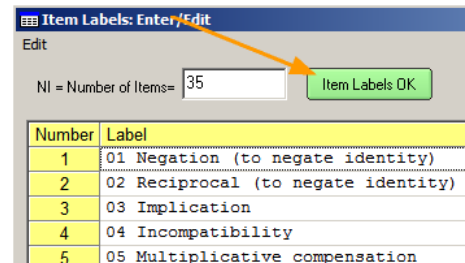 Item Labels: Enter/Edit
Edit
NI = Number of Items= 35 Item Labels OK
Number Label
1 01 Negation (to negate identity)
2 02 Reciprocal (to negate identity)
3 03 Implication
4 04 Incompatibility
5 05 Multiplicative compensation